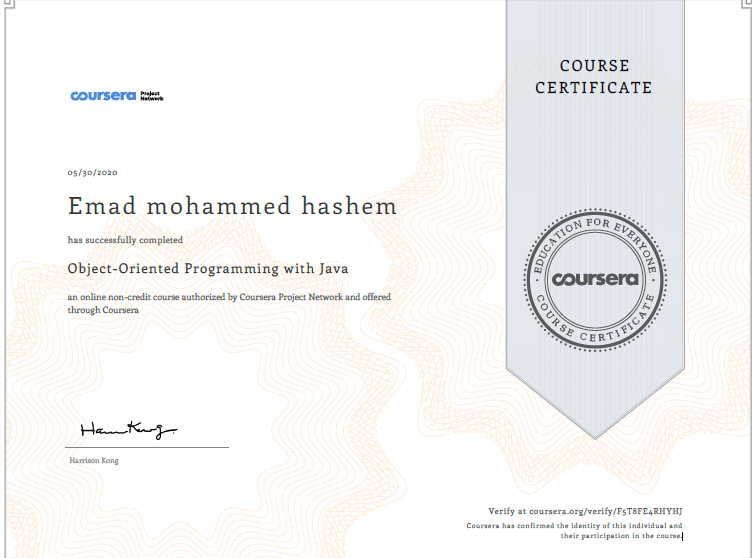 COURSE
CERTIFICATE
coursera Project
Network
05/30/2020
Emad mohammed hashem
has successfully completed
Object-Oriented Programming with Java
an online non-credit course authorized by Coursera Project Network and offered
through Coursera
EDUCATION FOR EVERYONE
coursera
COURSE CERTIFICATE
Harrison Kong
Verify at coursera.org/verify/F5T8FE4RHYHJ
Coursera has confirmed the identity of this individual and
their participation in the course.